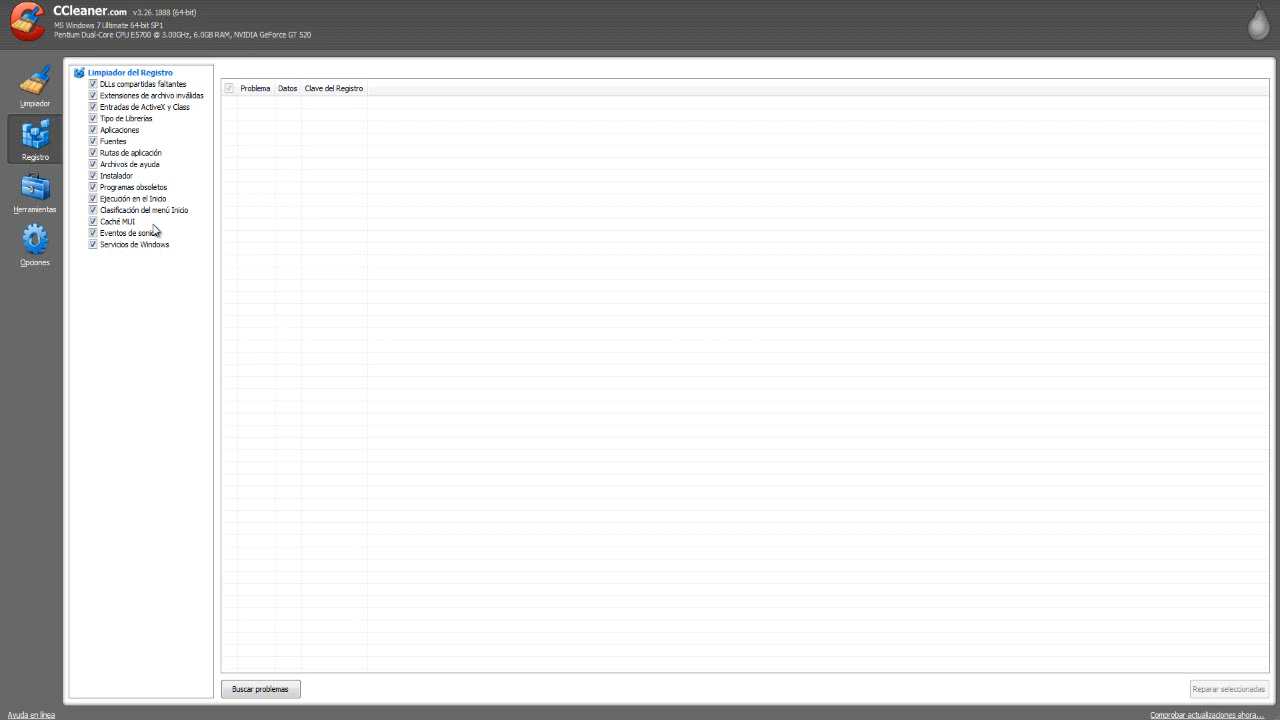 CCleaner.com v3.26.1888 (64-bit)
MS Windows 7 Ultimate 64-bit SP1
Pentium Dual-Core CPU E5700 @ 3.00GHz, 6.0GB RAM, NVIDIA GeForce GT 520
Limpiador
Registro
Herramientas
Opciones
Limpiador del Registro
DLLs compartidas faltantes
Extensiones de archivo inválidas
Entradas de ActiveX y Class
Tipo de Librerías
Aplicaciones
Fuentes
Rutas de aplicación
Archivos de ayuda
Instalador
Programas obsoletos
Ejecución en el Inicio
Clasificación del menú Inicio
Caché MUI
Eventos de
Servicios de Windows
Problema Datos Clave del Registro
Buscar problemas
Reparar seleccionadas
Ayuda en línea
Comprobar actualizaciones ahora...